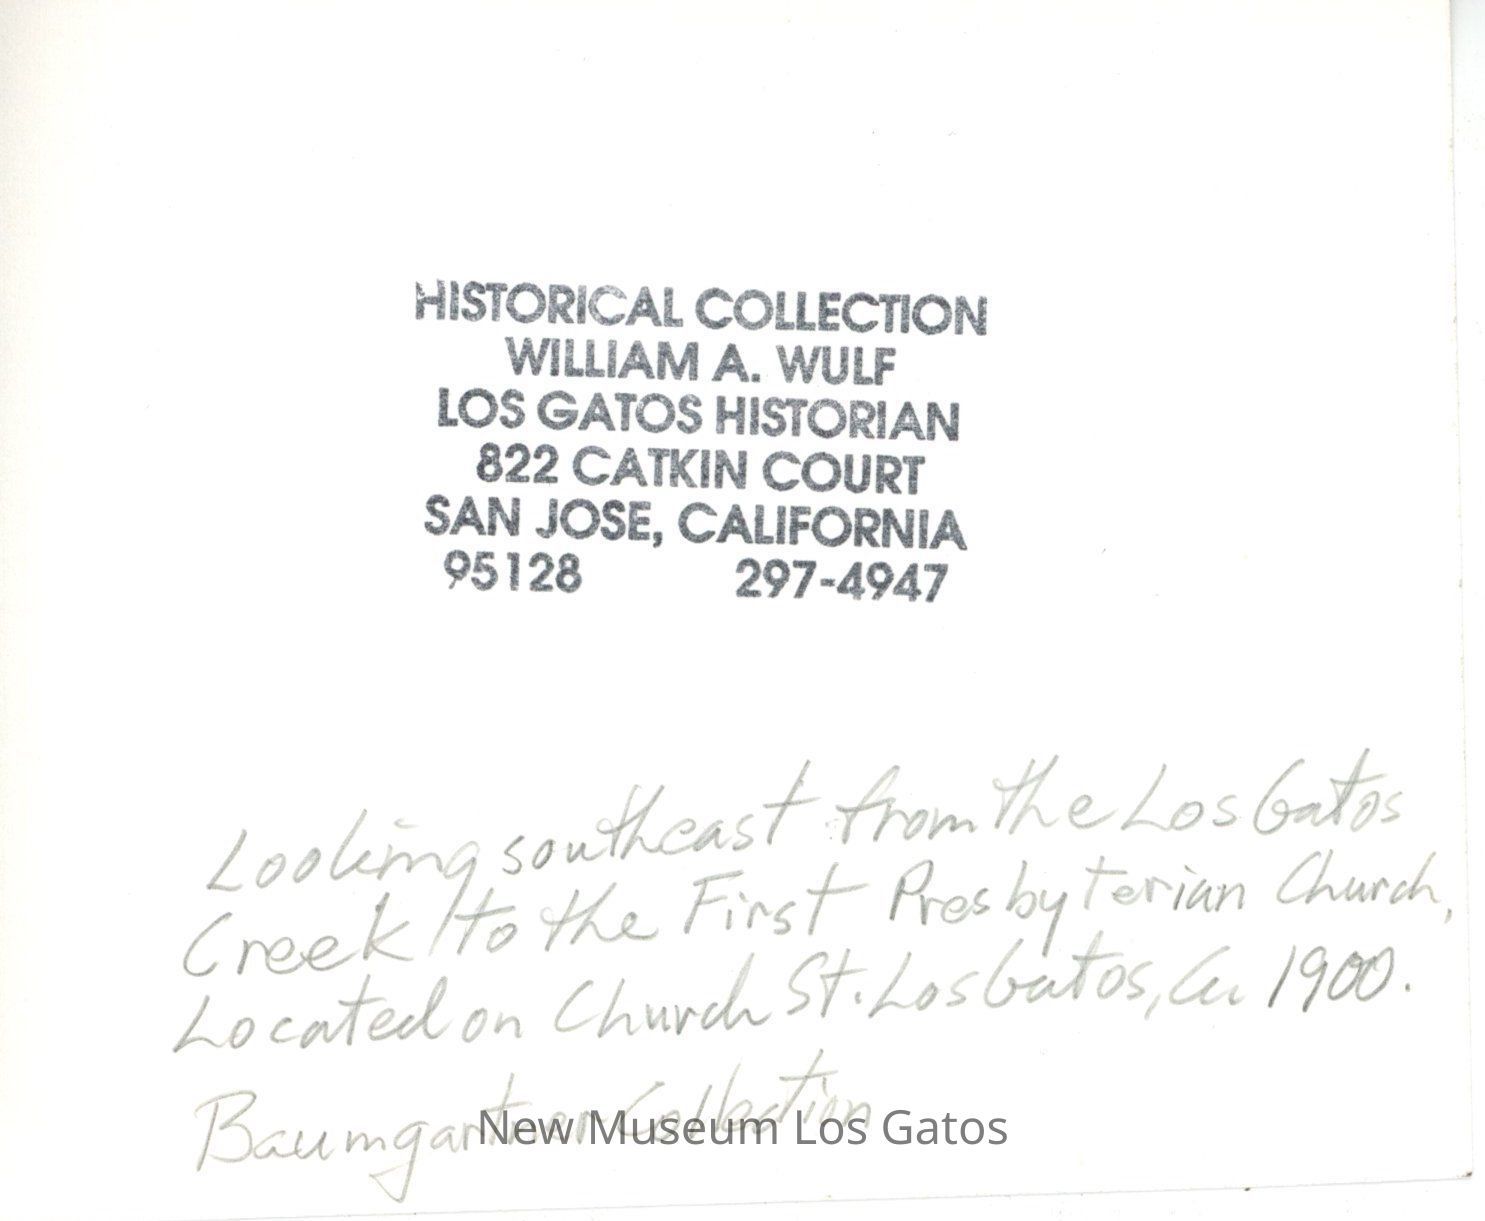 HISTORICAL COLLECTION
WILLIAM A. WULF
LOS GATOS HISTORIAN
822 CATKIN COURT
SAN JOSE, CALIFORNIA
95128 297-4947
Looking southeast from the Los Gatos
Creek to the First Presbyterian Church,
Located on Church St. Los Gatos, Ca 1900.
Baumgartner Collection
New Museum Los Gatos